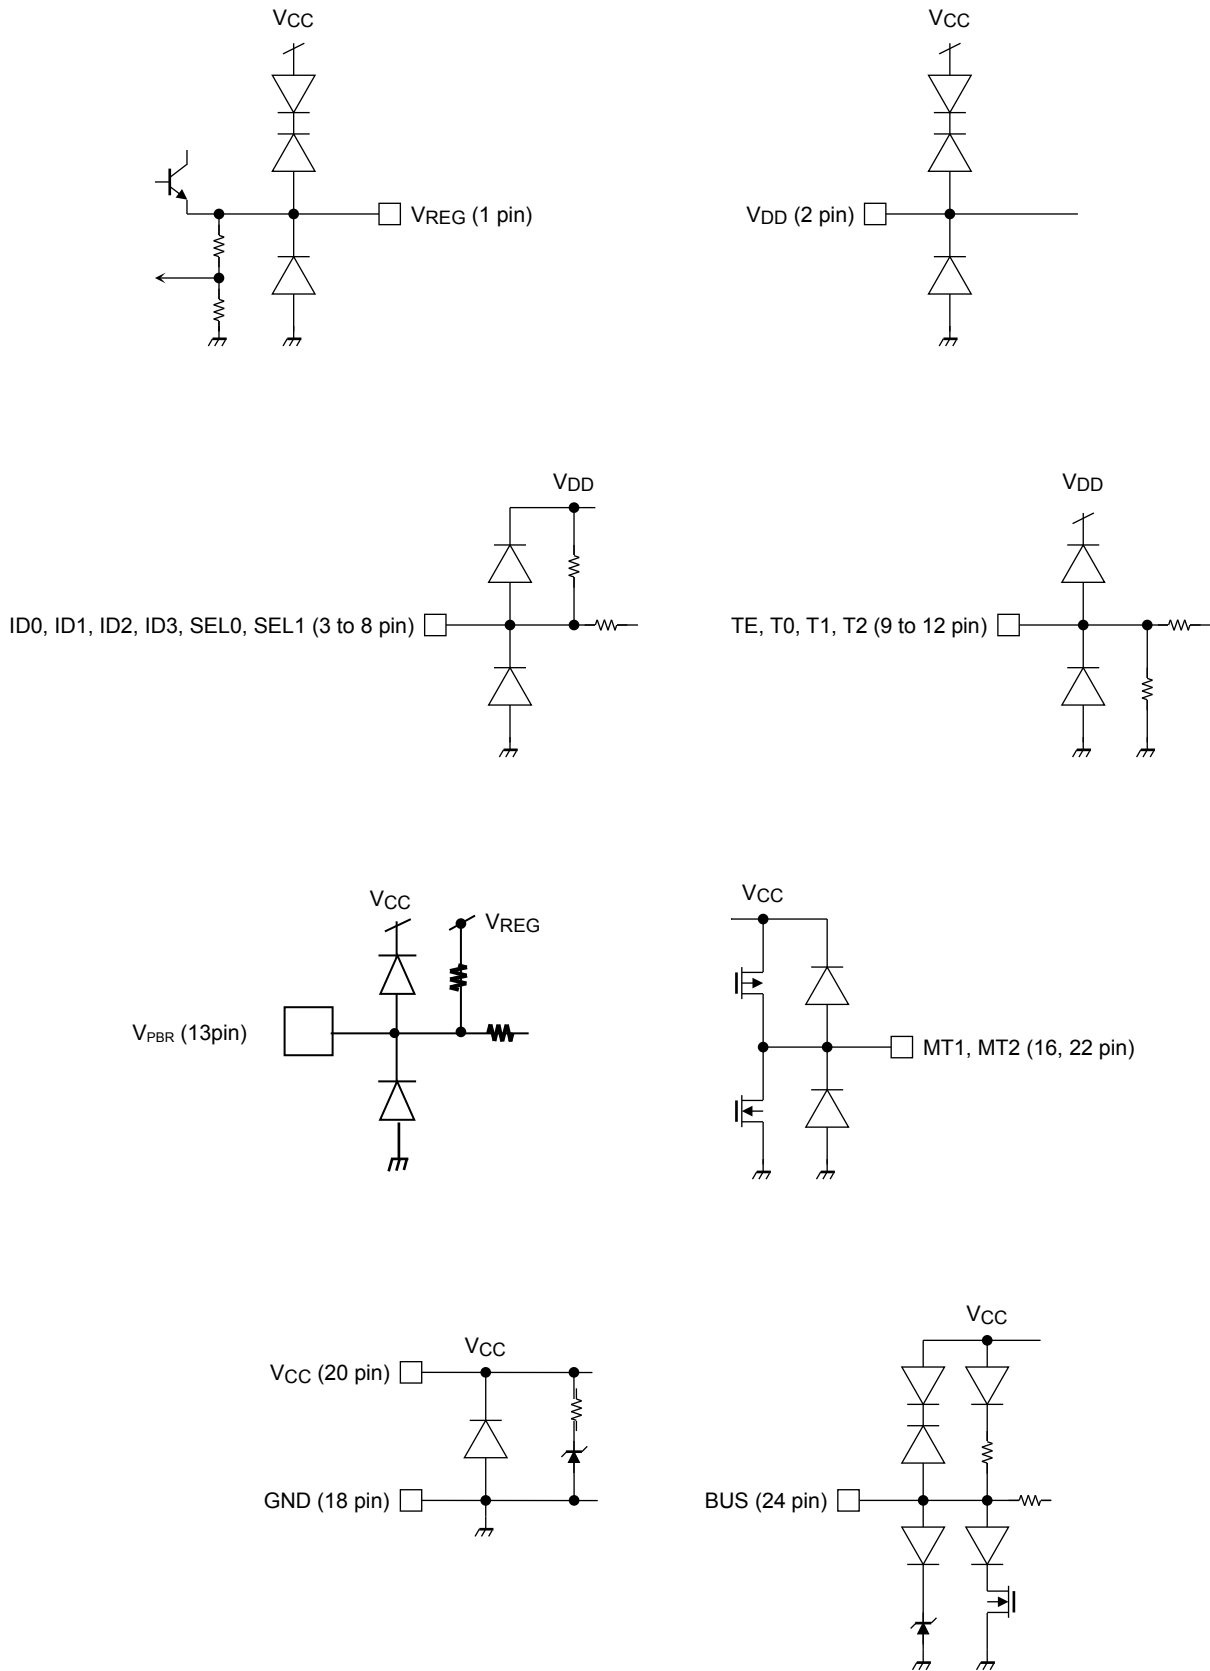 VCC
VCC
VREG (1 pin)
VDD (2 pin)
VDD
VDD
ID0, ID1, ID2, ID3, SEL0, SEL1 (3 to 8 pin)
TE, T0, T1, T2 (9 to 12 pin)
VCC
VREG
VPBR (13pin)
VCC
MT1, MT2 (16, 22 pin)
VCC
VCC (20 pin)
GND (18 pin)
VCC
BUS (24 pin)